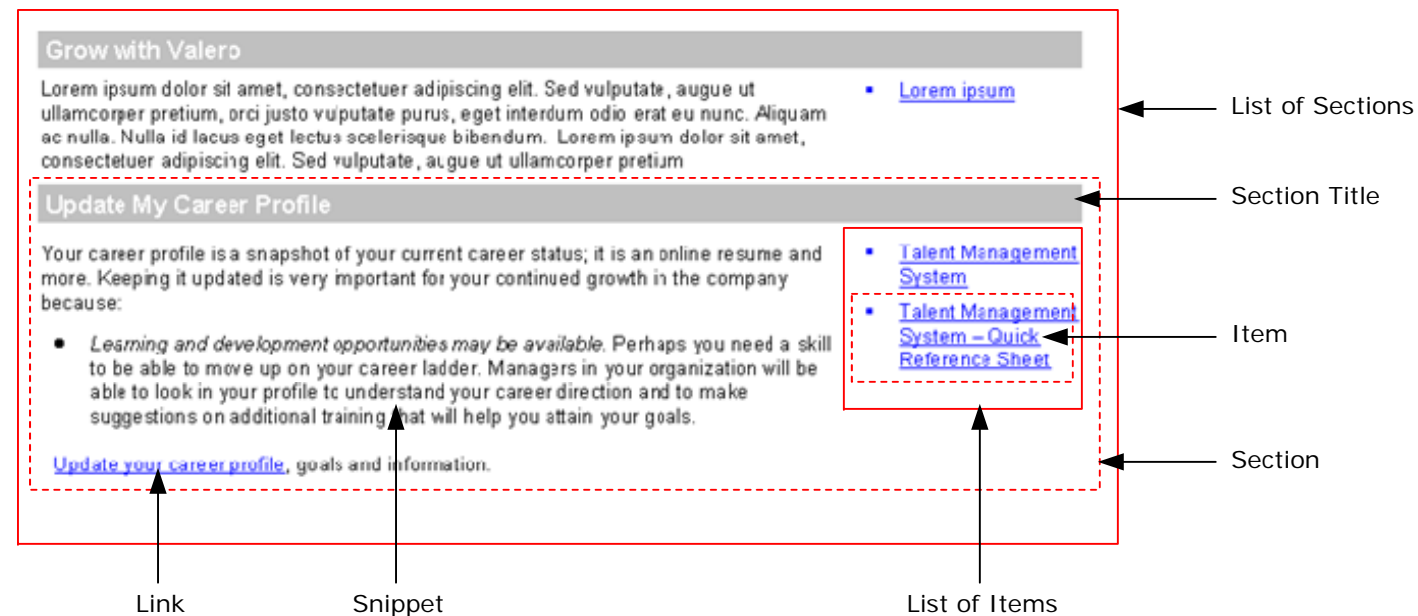 Grow with Valero
Lorem ipsum dolor sit amet, consectetuer adipiscing elit. Sed vulputate, augue ut
ullamcorper pretium, orci justo vulputate purus, eget interdum odio erat eu nunc. Aliquam
ac nulla. Nulla id lacus eget lectus scelerisque bibendum. Lorem ipsum dolor sit amet,
consectetuer adipiscing elit. Sed vulputate, augue ut ullamcorper pretium
▪ Lorem ipsum
List of Sections
Update My Career Profile
Section Title
Your career profile is a snapshot of your current career status; it is an online resume and
more. Keeping it updated is very important for your continued growth in the company
because:
● Learning and development opportunities may be available. Perhaps you need a skill
to be able to move up on your career ladder. Managers in your organization will be
able to look in your profile to understand your career direction and to make
suggestions on additional training that will help you attain your goals.
Update your career profile, goals and information.
▪ Talent Management
System
▪ Talent Management
System – Quick
Reference Sheet
Item
Section
Link
Snippet
List of Items